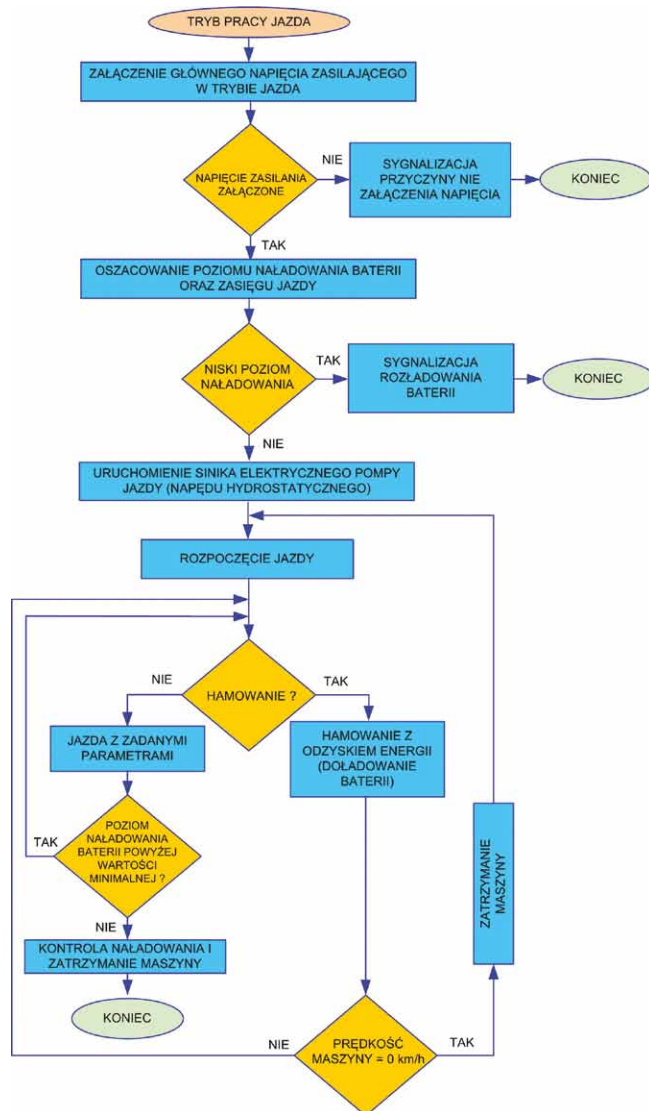 TRYB PRACY JAZDA
ZAŁĄCZENIE GŁÓWNEGO NAPIĘCIA ZASILAJĄCEGO
W TRYBIE JAZDA
NAPIĘCIE ZASILANIA
ZAŁĄCZONE
NIE
SYGNALIZACJA
PRZYCZYNY NIE
ZAŁĄCZENIA NAPIĘCIA
KONIEC
TAK
OSZACOWANIE POZIOMU NAŁADOWANIA BATERII
ORAZ ZASIĘGU JAZDY
NISKI POZIOM
NAŁADOWANIA
TAK
SYGNALIZACJA
ROZŁADOWANIA
BATERII
KONIEC
NIE
URUCHOMIENIE SINIKA ELEKTRYCZNEGO POMPY
JAZDY (NAPĘDU HYDROSTATYCZNEGO)
ROZPOCZĘCIE JAZDY
HAMOWANIE ?
NIE
TAK
JAZDA Z ZADANYMI
PARAMETRAMI
HAMOWANIE Z
ODZYSKIEM ENERGII
(DOŁADOWANIE
BATERII)
POZIOM
NAŁADOWANIA
BATERII POWYŻEJ
WARTOŚCI
MINIMALNEJ ?
TAK
NIE
KONTROLA NAŁADOWANIA I
ZATRZYMANIE MASZYNY
KONIEC
ZATRZYMANIE
MASZYNY
PRĘDKOŚĆ
MASZYNY = 0 km/h
NIE
TAK